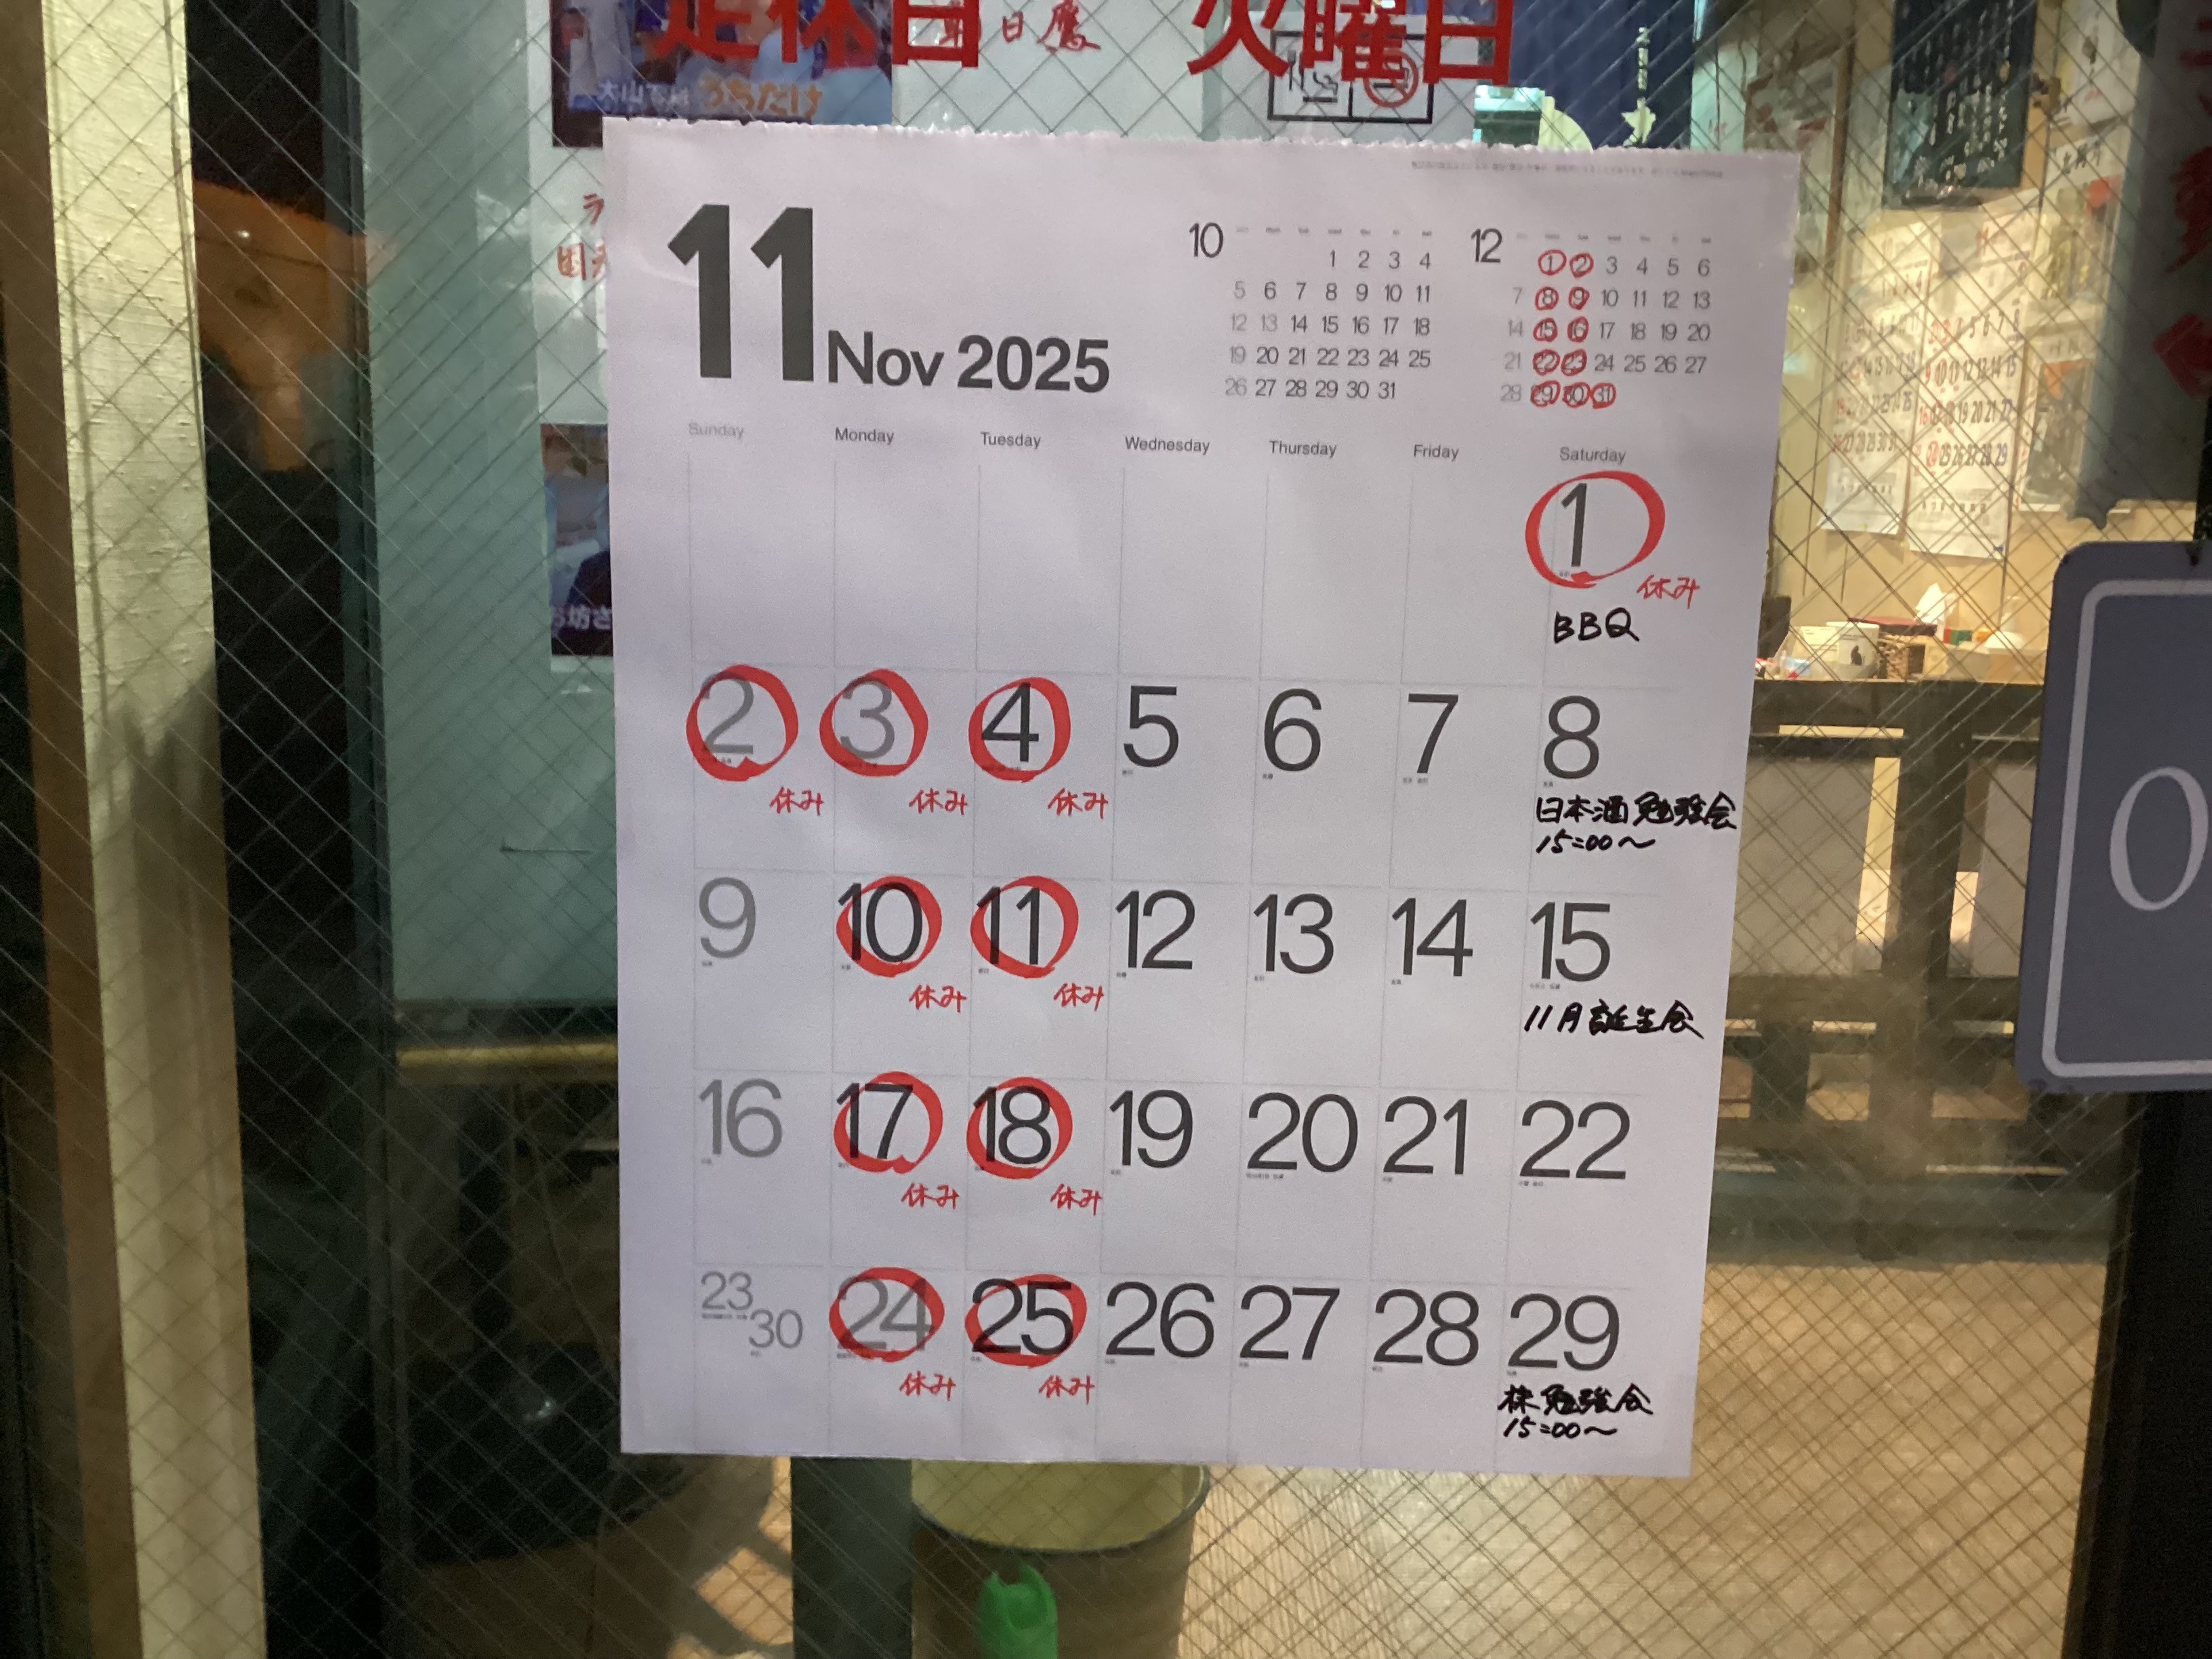 定休日 火曜日
大山
うちだけ
11 Nov 2025
10
1 2 3 4
5 6 7 8 9 10 11
12 13 14 15 16 17 18
19 20 21 22 23 24 25
26 27 28 29 30 31
12
1 2 3 4 5 6
7 8 9 10 11 12 13
14 15 16 17 18 19 20
21 22 23 24 25 26 27
28 29 30 31
Sunday Monday Tuesday Wednesday Thursday Friday Saturday
1
休み
BBQ
2 3 4 5 6 7 8
休み 休み 休み
日本酒勉強会
15:00〜
9 10 11 12 13 14 15
休み 休み
11月誕生会
16 17 18 19 20 21 22
休み 休み
23 30 24 25 26 27 28 29
休み 休み
株勉強会
15:00〜